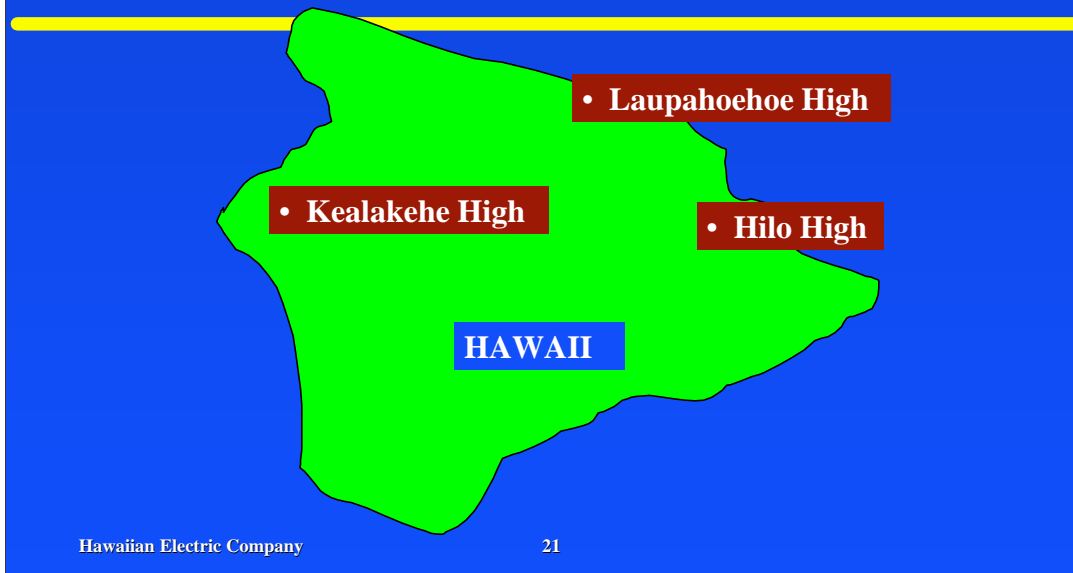 • Laupahoehoe High
• Kealakehe High
• Hilo High
HAWAII
Hawaiian Electric Company
21